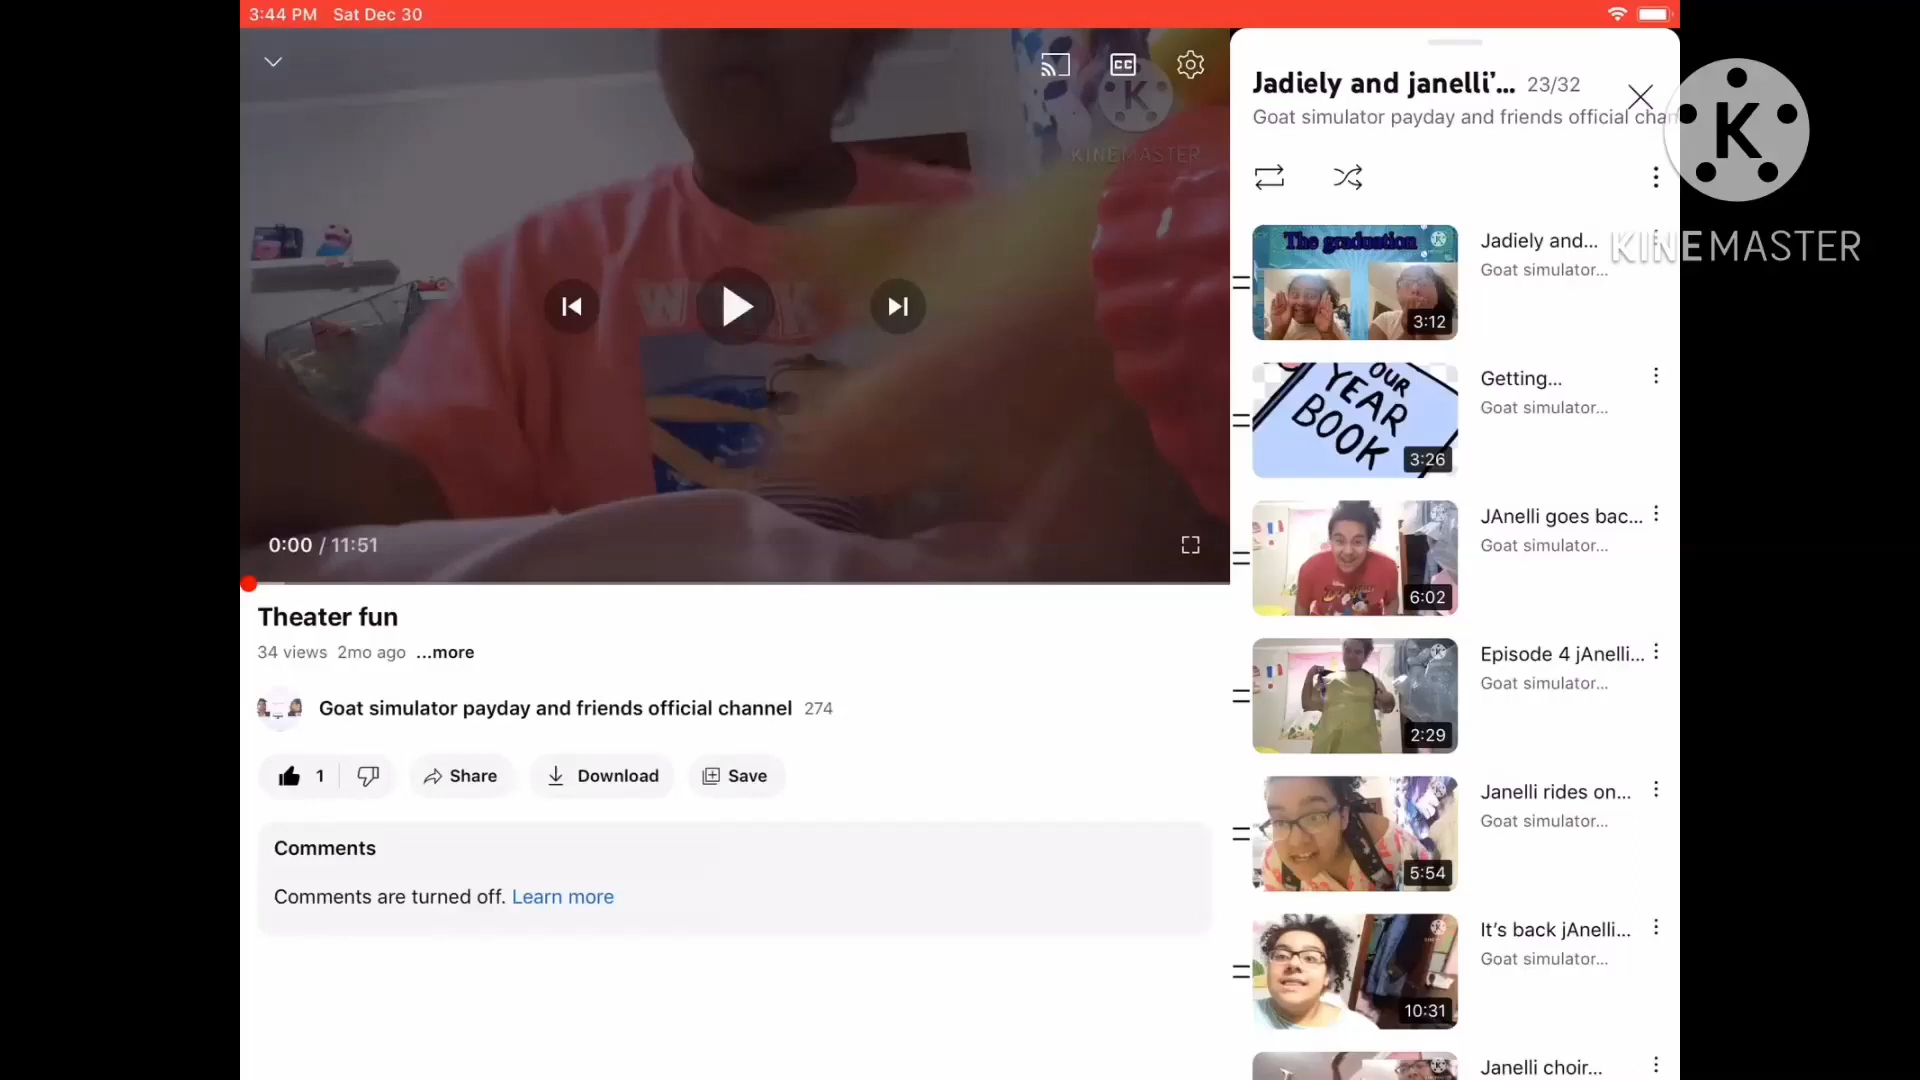 3:44 PM Sat Dec 30
CC
K
KINEMASTER
W RK
0:00 / 11:51
Theater fun
34 views 2mo ago ...more
Goat simulator payday and friends official channel 274
1
Share
Download
Save
Comments
Comments are turned off. Learn more
Jadiely and janelli’... 23/32
Goat simulator payday and friends official chan
K
KINEMASTER
The graduation
3:12
Jadiely and...
Goat simulator...
OUR
YEAR
BOOK
3:26
Getting...
Goat simulator...
6:02
JAnelli goes bac...
Goat simulator...
2:29
Episode 4 jAnelli...
Goat simulator...
5:54
Janelli rides on...
Goat simulator...
10:31
It’s back jAnelli...
Goat simulator...
Janelli choir...